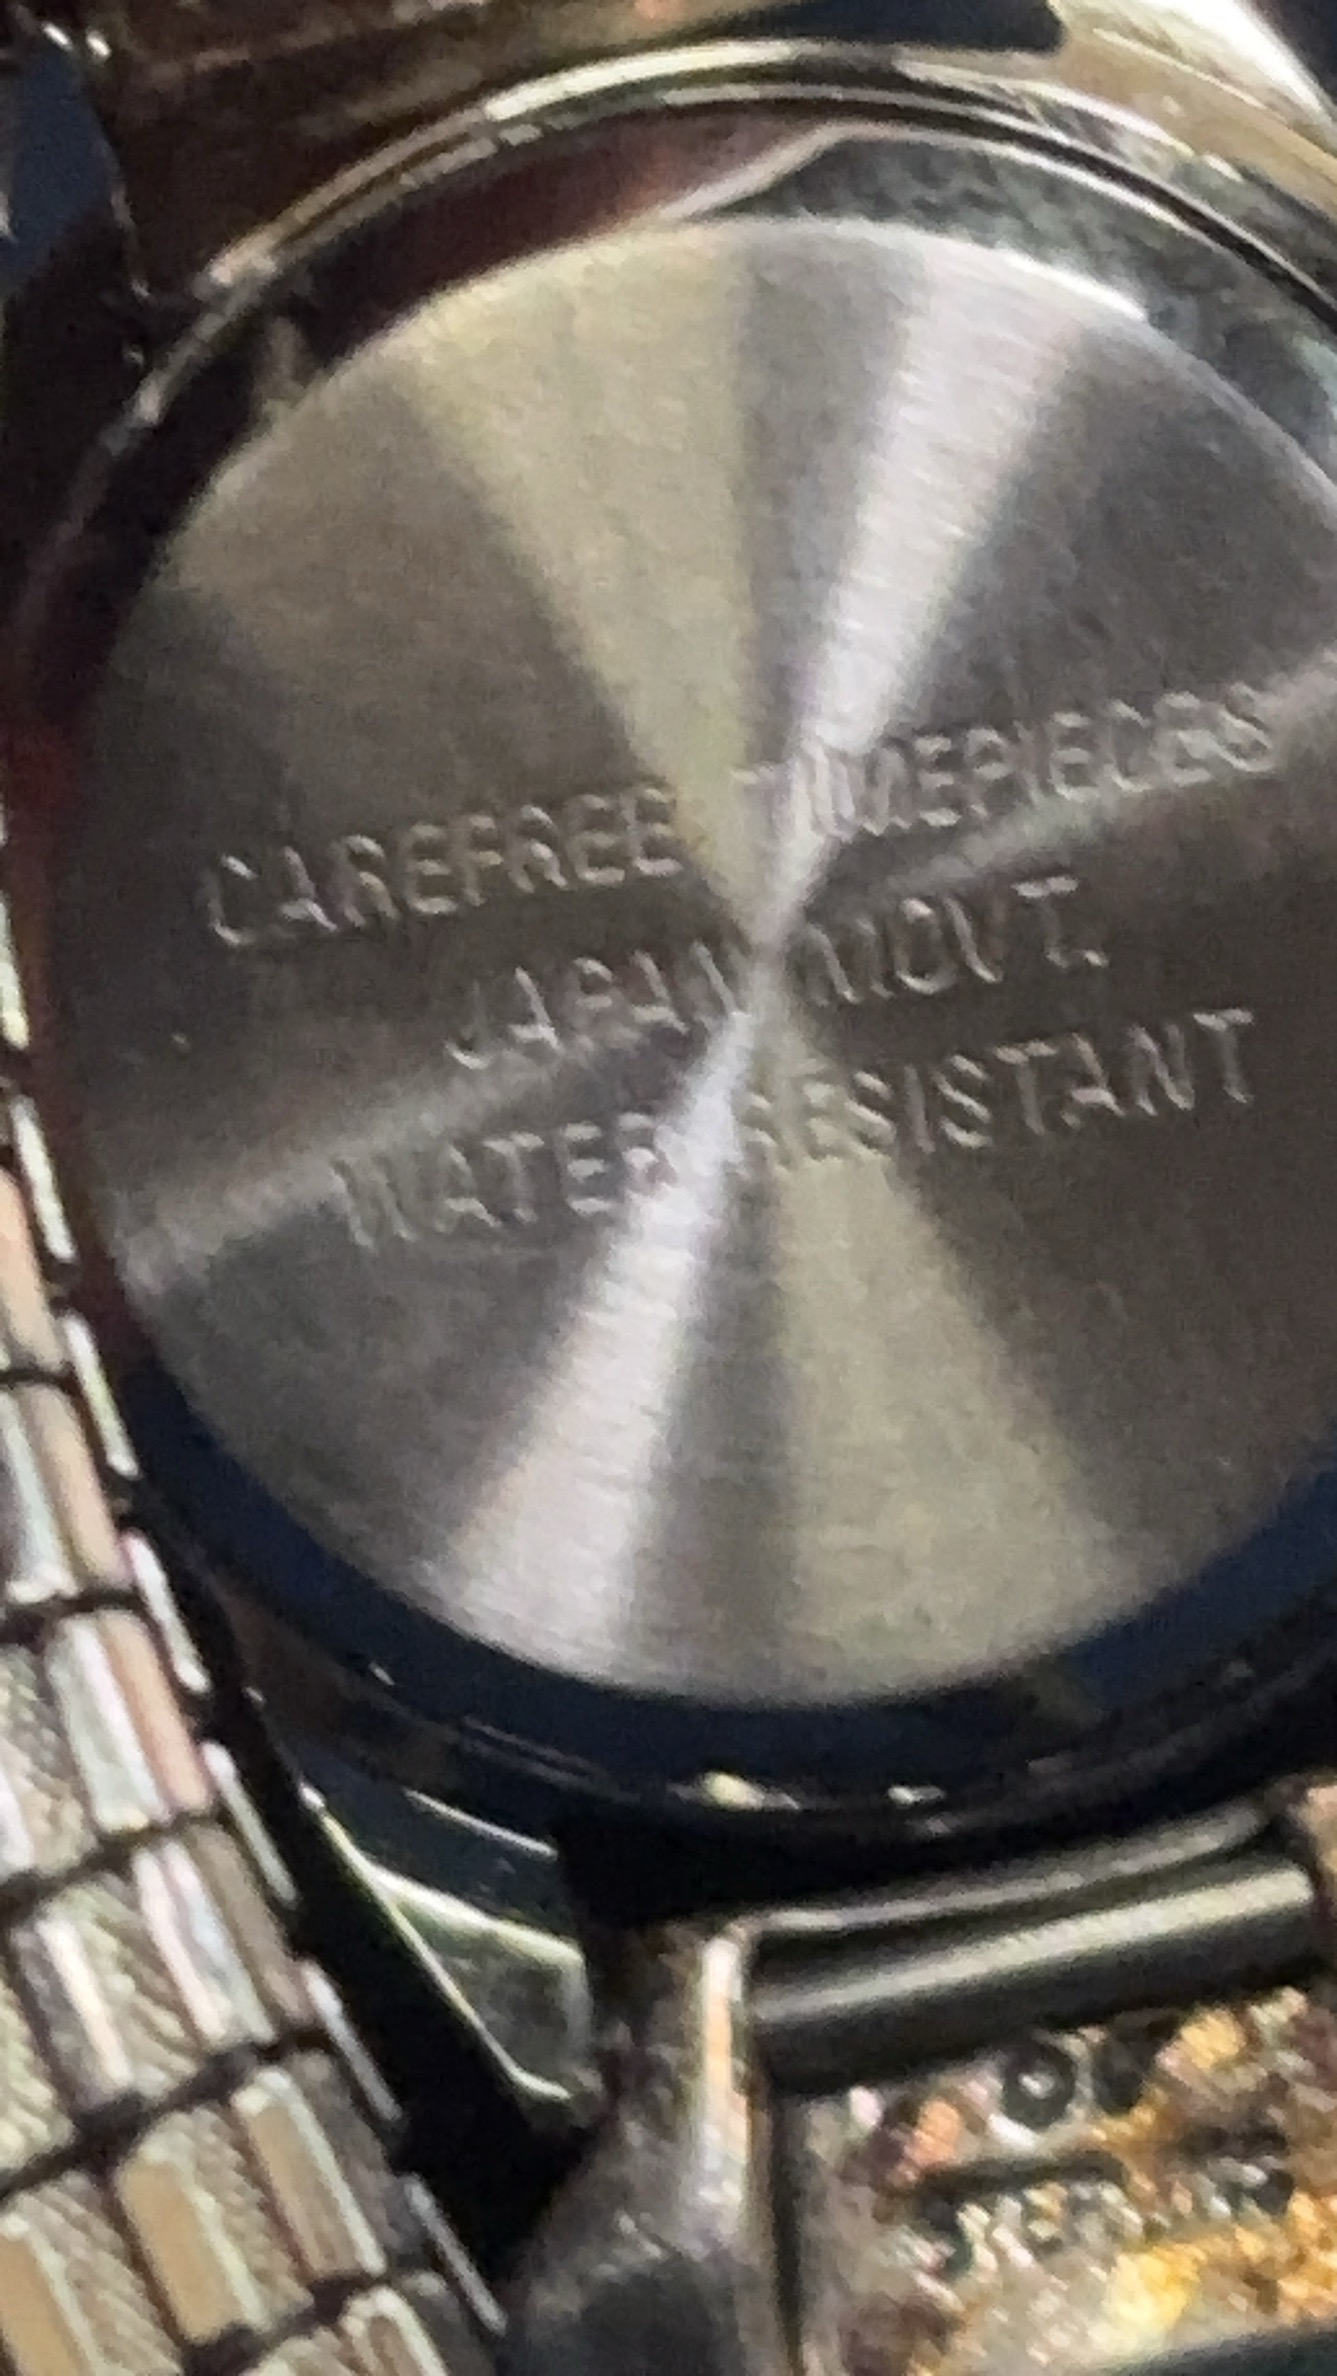 CAREFREE TIMEPIECES
JAPAN MOVT.
WATER RESISTANT